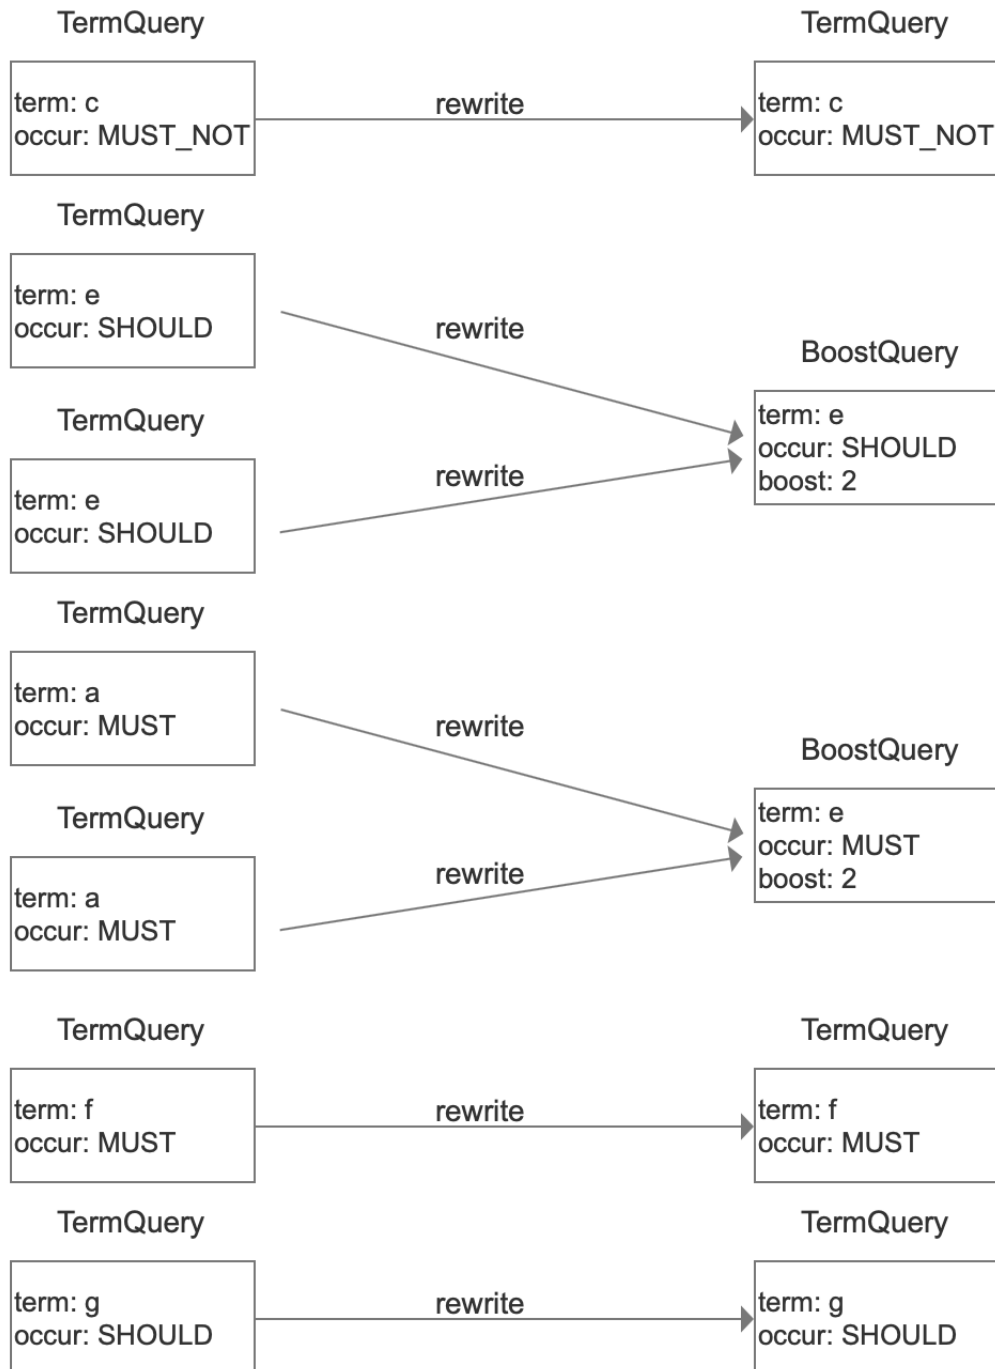 TermQuery
TermQuery
term: c
occur: MUST_NOT
rewrite
term: c
occur: MUST_NOT
TermQuery
term: e
occur: SHOULD
rewrite
BoostQuery
term: e
occur: SHOULD
boost: 2
TermQuery
term: e
occur: SHOULD
rewrite
TermQuery
term: a
occur: MUST
rewrite
BoostQuery
term: e
occur: MUST
boost: 2
TermQuery
term: a
occur: MUST
rewrite
TermQuery
TermQuery
term: f
occur: MUST
rewrite
term: f
occur: MUST
TermQuery
TermQuery
term: g
occur: SHOULD
rewrite
term: g
occur: SHOULD